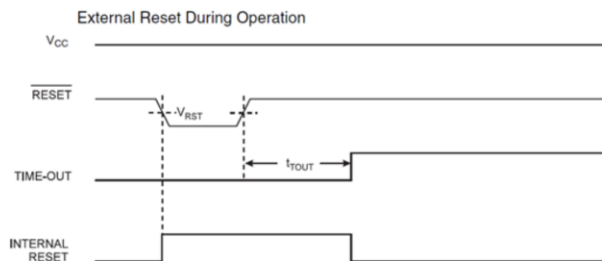 External Reset During Operation
VCC
RESET
VRST
tTOUT
TIME-OUT
INTERNAL
RESET